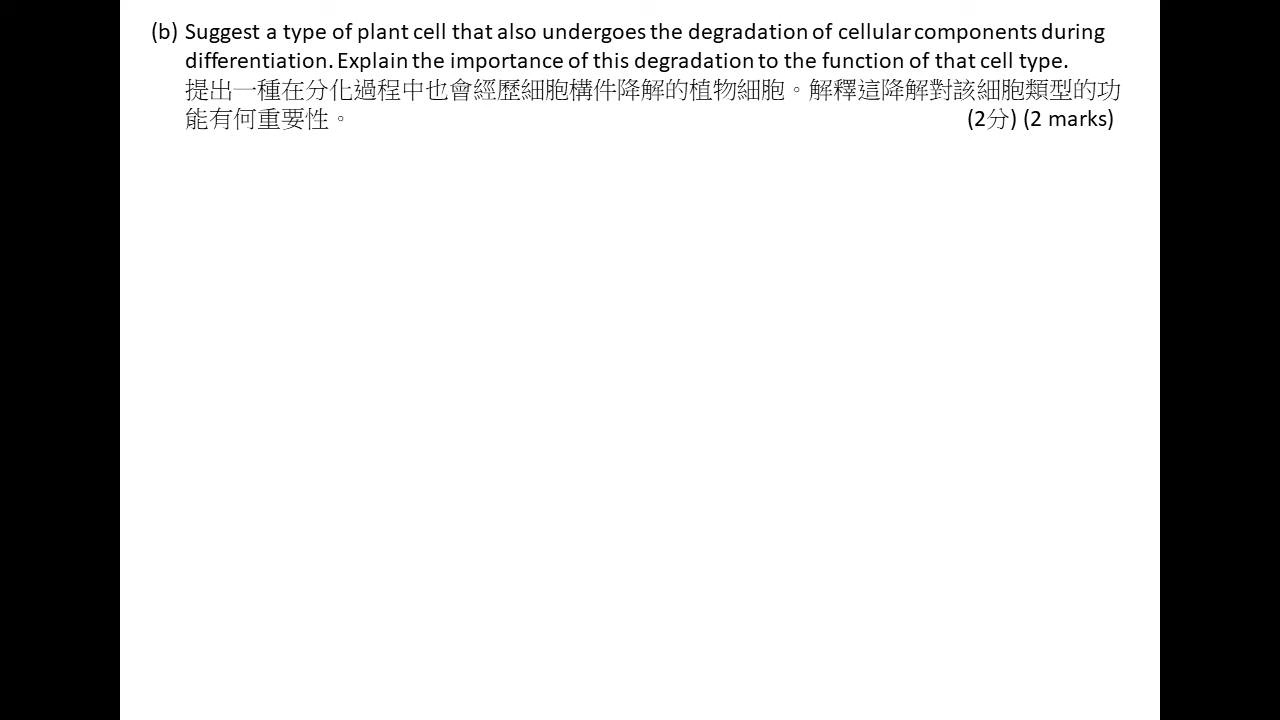 (b) Suggest a type of plant cell that also undergoes the degradation of cellular components during
differentiation. Explain the importance of this degradation to the function of that cell type.
提出一種在分化過程中也會經歷細胞構件降解的植物細胞。解釋這降解對該細胞類型的功
能有何重要性。 (2分) (2 marks)